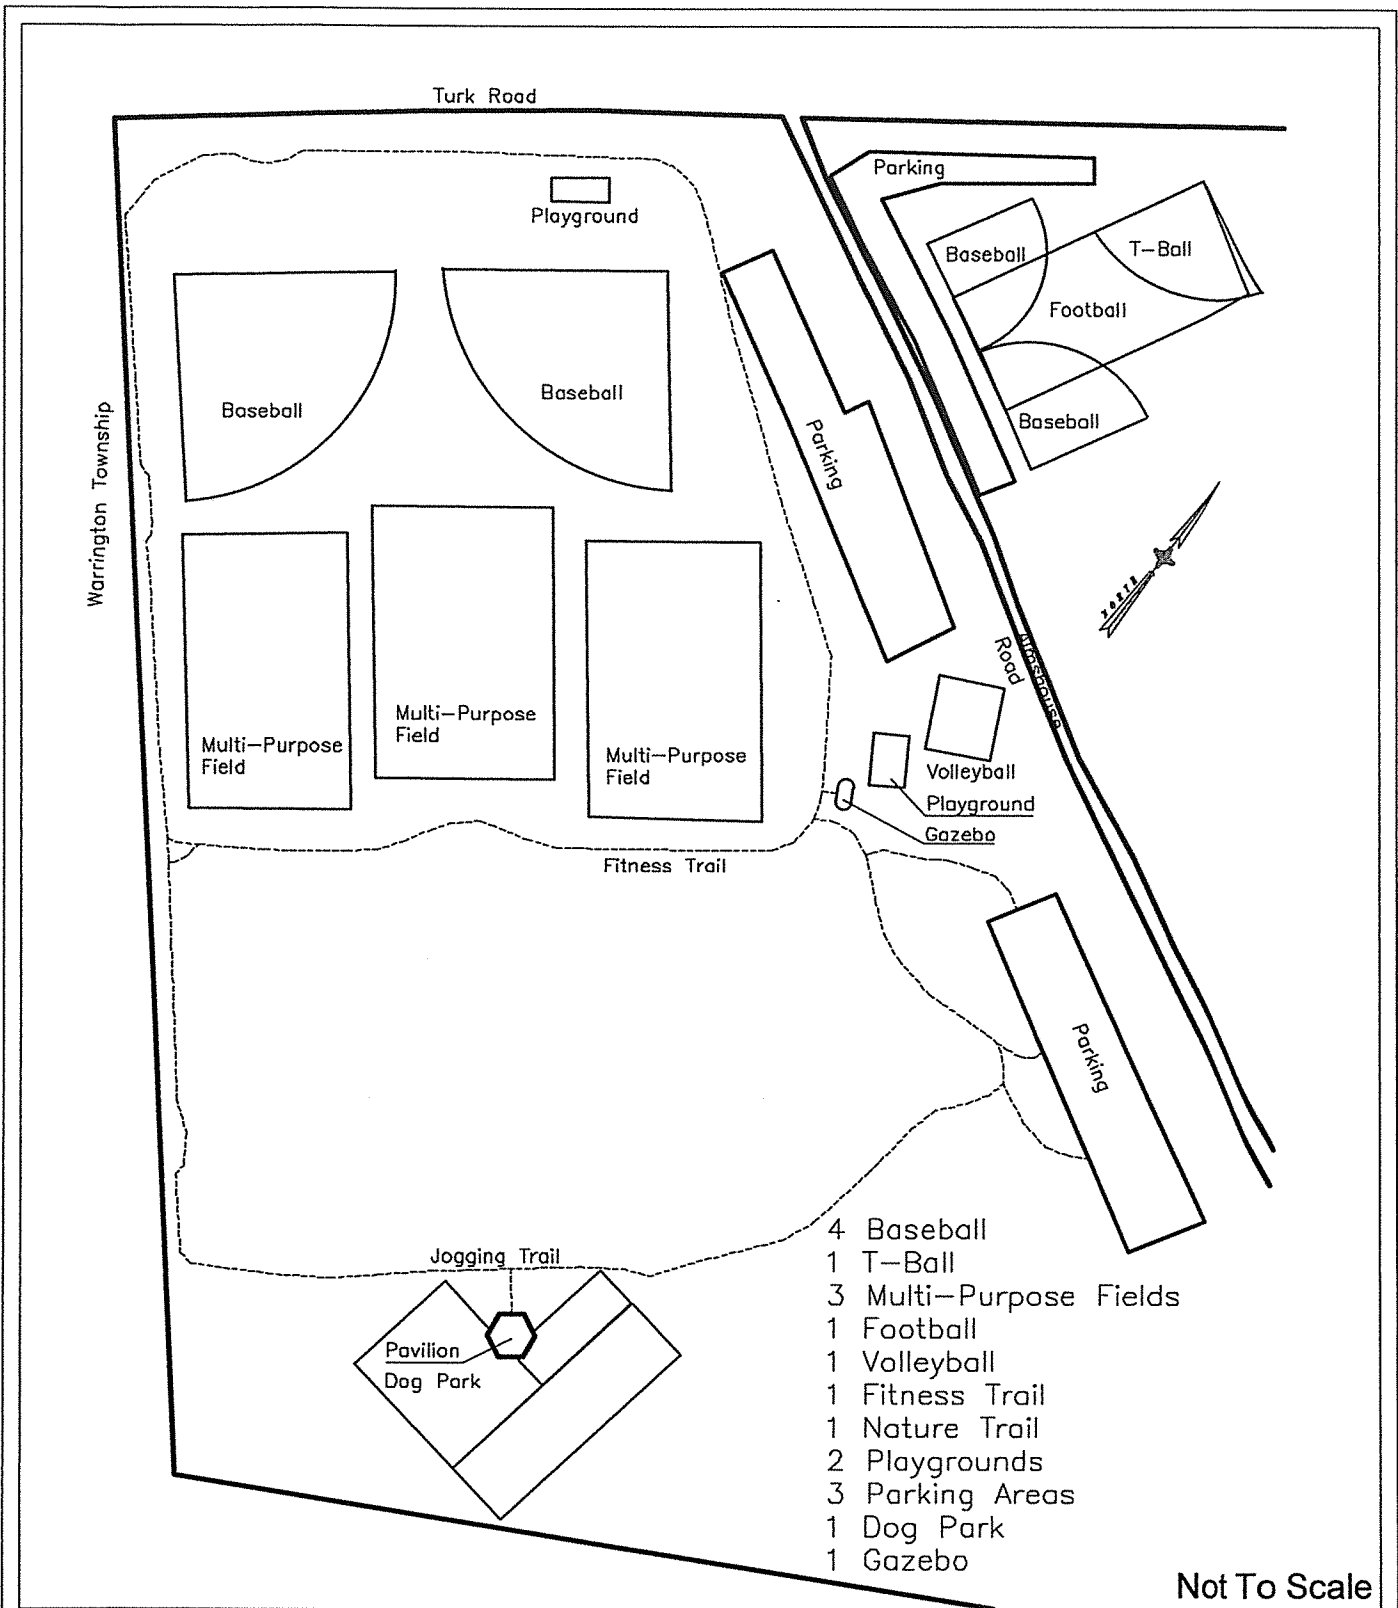 Turk Road
Parking
Playground
Baseball
T-Ball
Football
Baseball
Baseball
Baseball
Parking
Warrington Township
NORTH
Almshouse
Road
Multi-Purpose
Field
Multi-Purpose
Field
Multi-Purpose
Field
Volleyball
Playground
Gazebo
Fitness Trail
Parking
Jogging Trail
Pavilion
Dog Park
4 Baseball
1 T-Ball
3 Multi-Purpose Fields
1 Football
1 Volleyball
1 Fitness Trail
1 Nature Trail
2 Playgrounds
3 Parking Areas
1 Dog Park
1 Gazebo
Not To Scale